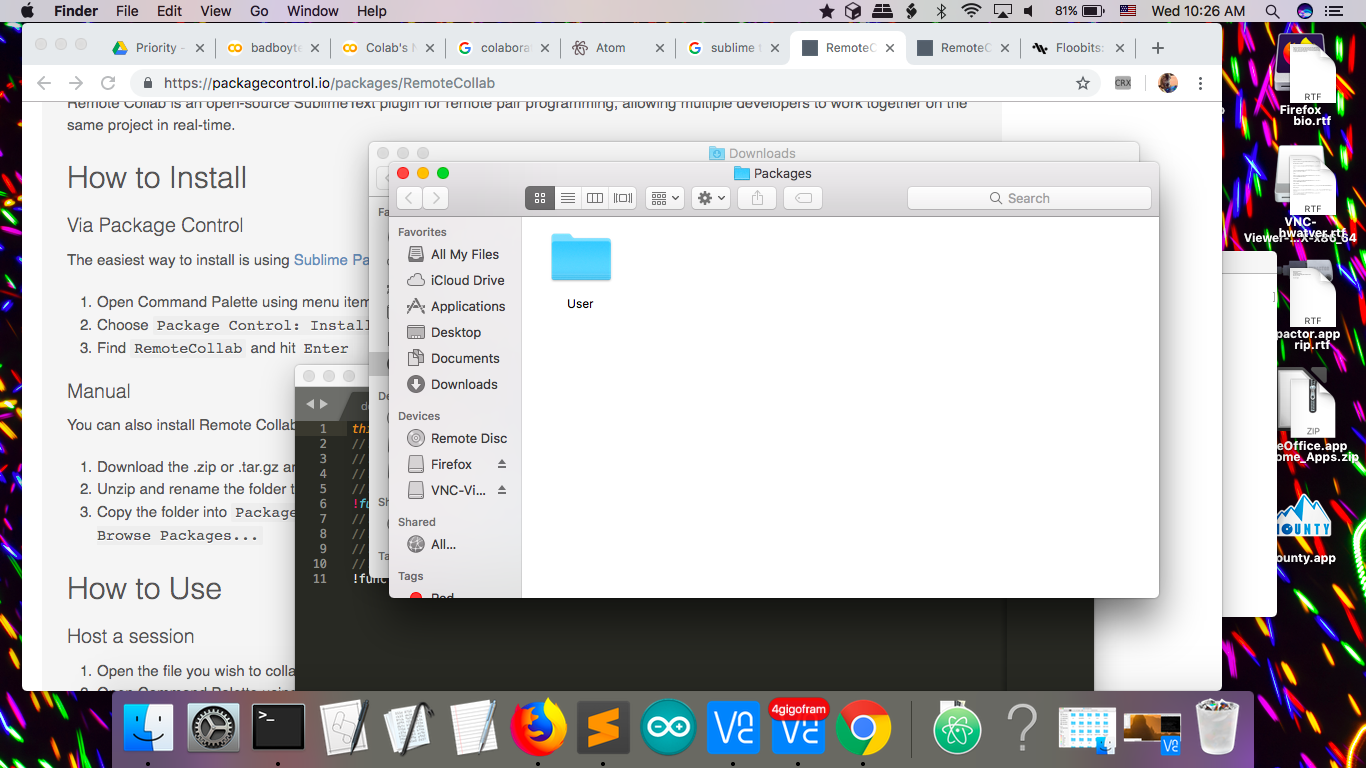 Finder File Edit View Go Window Help 81% Wed 10:26 AM
Priority - badbyte Colab's N colabora Atom sublime t RemoteC RemoteC Floobits:
https://packagecontrol.io/packages/RemoteCollab CRX
Remote Collab is an open-source SublimeText plugin for remote pair programming, allowing multiple developers to work together on the
same project in real-time.
How to Install
Via Package Control
The easiest way to install is using Sublime Pa
1. Open Command Palette using menu item
2. Choose Package Control: Install
3. Find RemoteCollab and hit Enter
Manual
You can also install Remote Collab
1. Download the .zip or .tar.gz ar
2. Unzip and rename the folder t
3. Copy the folder into Package
Browse Packages...
How to Use
Host a session
1. Open the file you wish to colla
Downloads
Packages
Search
Favorites
All My Files
iCloud Drive
Applications
Desktop
Documents
Downloads
Devices
Remote Disc
Firefox
VNC-Vi...
Shared
All...
Tags
Red
User
1 thi
2 //
3 //
4 //
5 //
6 !fu
7 //
8 //
9 //
10 //
11 !func
RTF
Firefox
bio.rtf
RTF
VNC-
hwatver.rtf
Viewer-...X-x86_64
RTF
pactor.app
rip.rtf
ZIP
eOffice.app
ome_Apps.zip
OUNTY
ounty.app
4gigofram